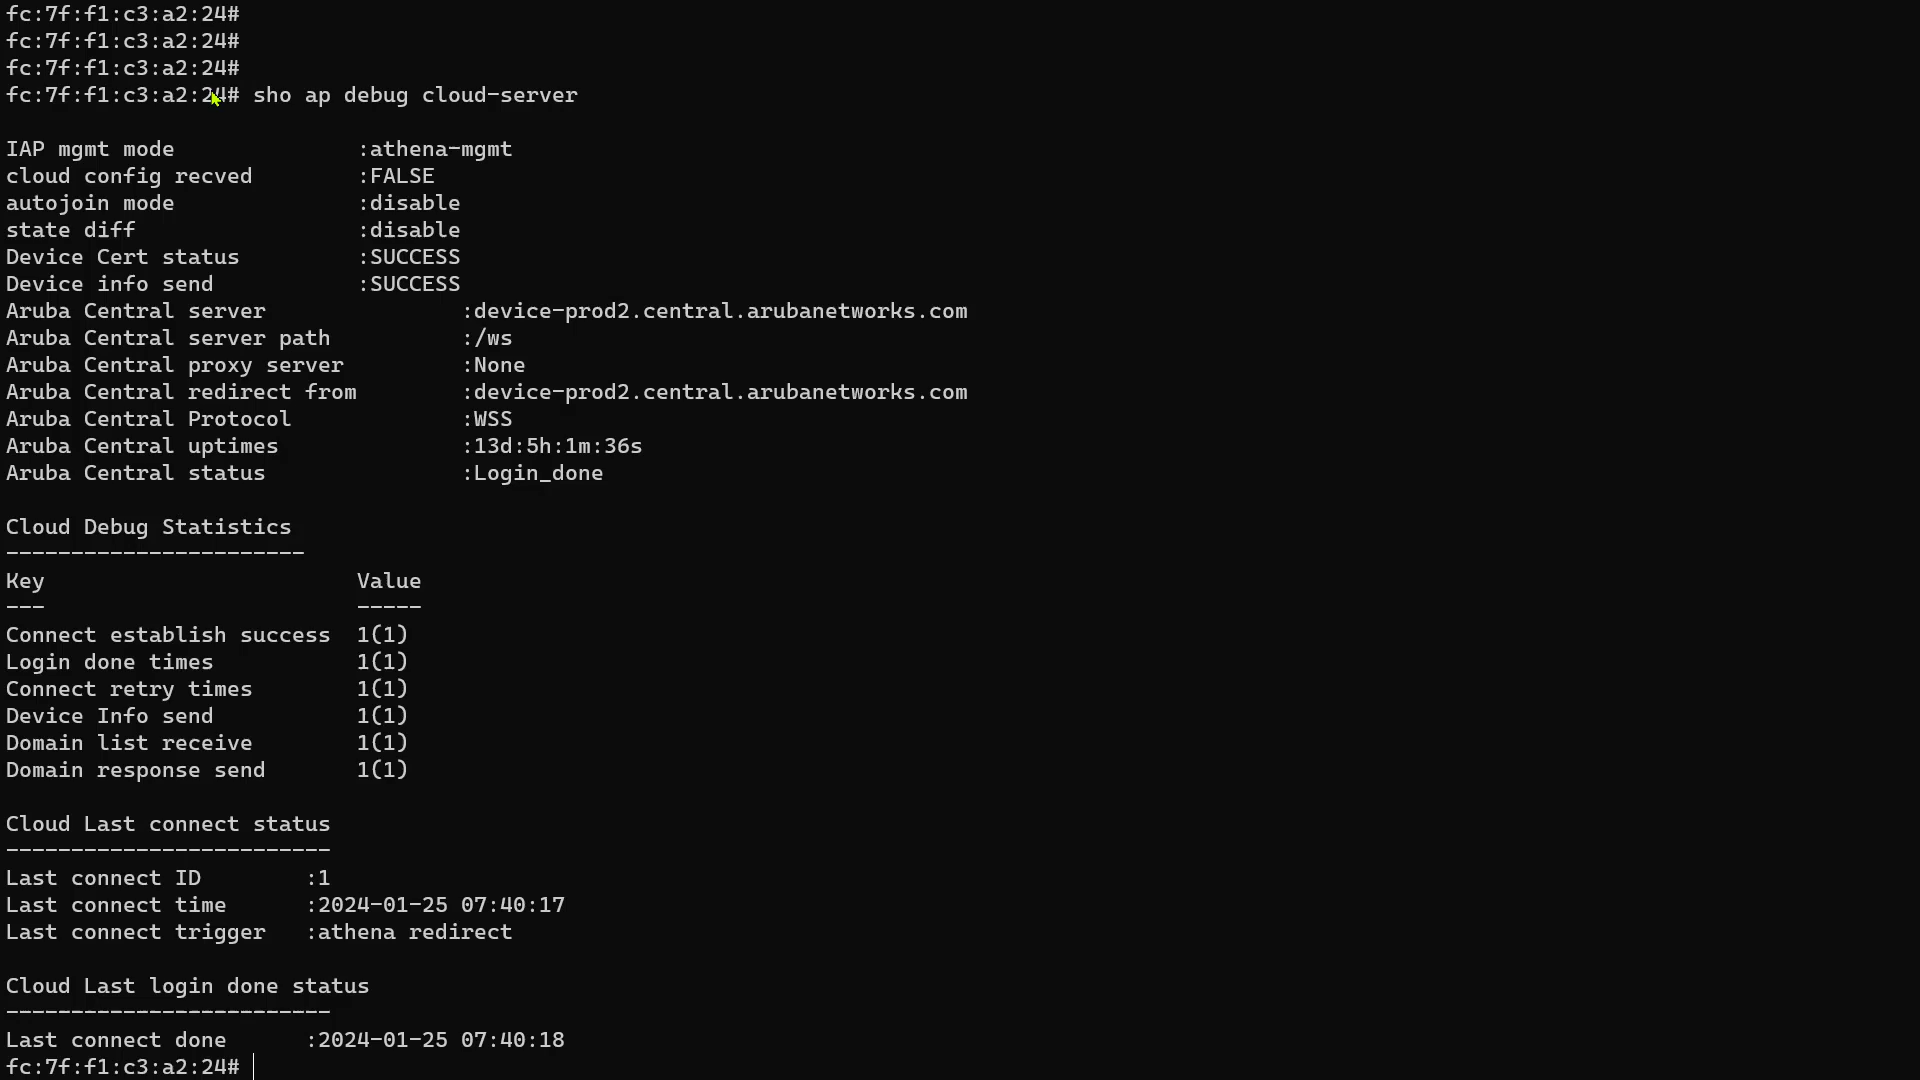 fc:7f:f1:c3:a2:24#
fc:7f:f1:c3:a2:24#
fc:7f:f1:c3:a2:24#
fc:7f:f1:c3:a2:24# sho ap debug cloud-server
IAP mgmt mode :athena-mgmt
cloud config recved :FALSE
autojoin mode :disable
state diff :disable
Device Cert status :SUCCESS
Device info send :SUCCESS
Aruba Central server :device-prod2.central.arubanetworks.com
Aruba Central server path :/ws
Aruba Central proxy server :None
Aruba Central redirect from :device-prod2.central.arubanetworks.com
Aruba Central Protocol :WSS
Aruba Central uptimes :13d:5h:1m:36s
Aruba Central status :Login_done
Cloud Debug Statistics
-----------------------
Key Value
--- -----
Connect establish success 1(1)
Login done times 1(1)
Connect retry times 1(1)
Device Info send 1(1)
Domain list receive 1(1)
Domain response send 1(1)
Cloud Last connect status
-------------------------
Last connect ID :1
Last connect time :2024-01-25 07:40:17
Last connect trigger :athena redirect
Cloud Last login done status
-------------------------
Last connect done :2024-01-25 07:40:18
fc:7f:f1:c3:a2:24#